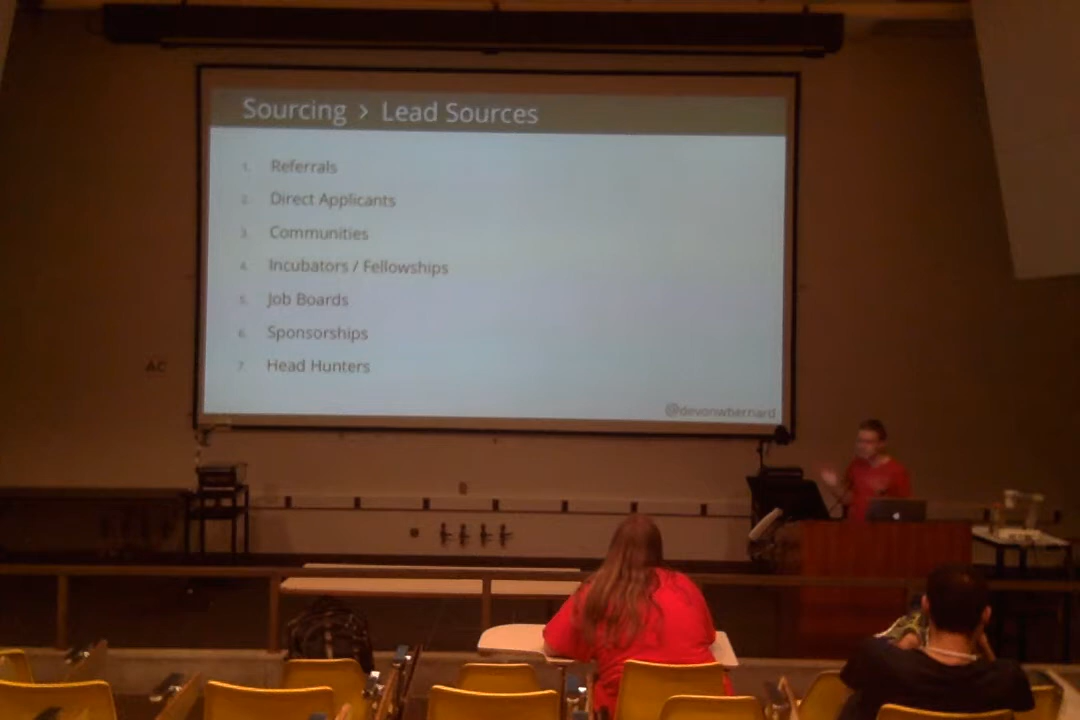 Sourcing > Lead Sources
1. Referrals
2. Direct Applicants
3. Communities
4. Incubators / Fellowships
5. Job Boards
6. Sponsorships
7. Head Hunters
@devonwbernard
AC